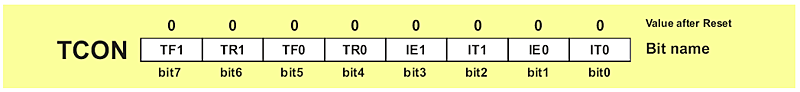 0 0 0 0 0 0 0 0 Value after Reset
TCON TF1 TR1 TF0 TR0 IE1 IT1 IE0 IT0 Bit name
bit7 bit6 bit5 bit4 bit3 bit2 bit1 bit0